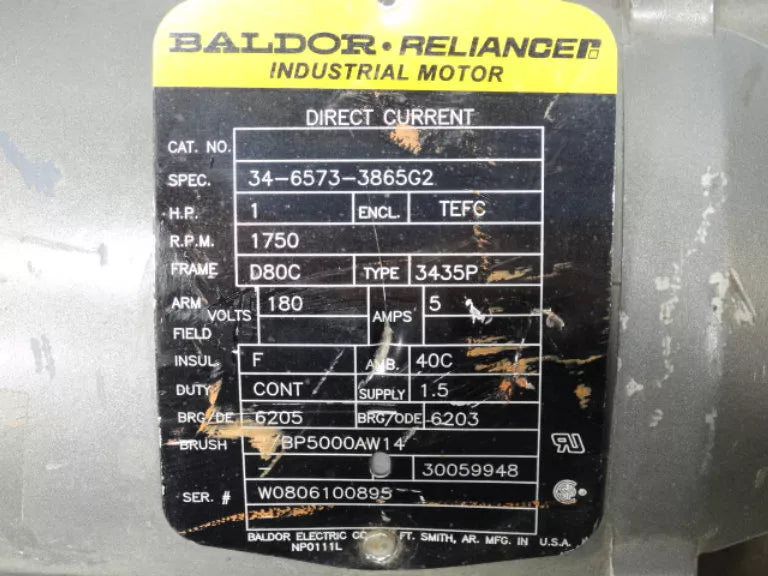 BALDOR • RELIANCE
INDUSTRIAL MOTOR
DIRECT CURRENT
CAT. NO.
SPEC. 34-6573-3865G2
H.P. 1 ENCL. TEFC
R.P.M. 1750
FRAME D80C TYPE 3435P
ARM VOLTS 180 AMPS 5
FIELD
INSUL F AMB. 40C
DUTY CONT SUPPLY 1.5
BRG/DE 6205 BRG/ODE 6203
BRUSH /BP5000AW14
- 30059948
SER. # W0806100895
BALDOR ELECTRIC FT. SMITH, AR. MFG. IN U.S.A.
NP0111L